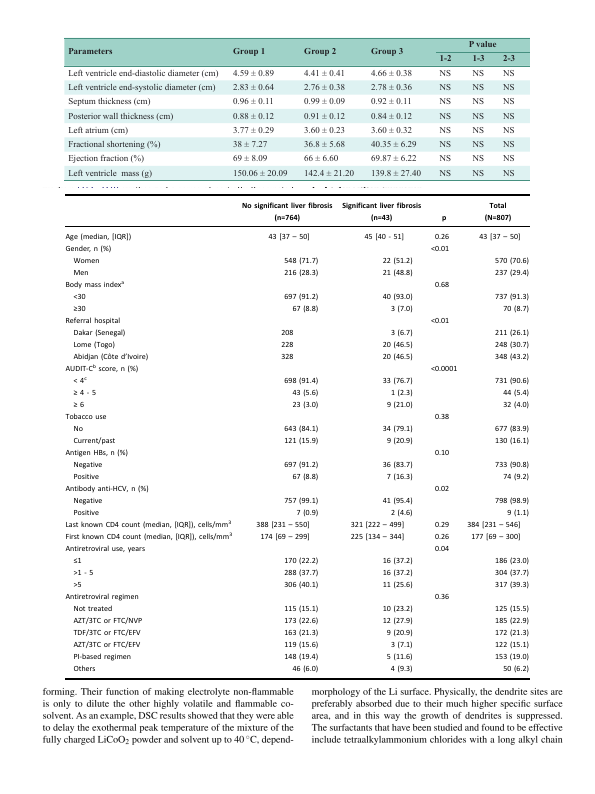 Parameters Group 1 Group 2 Group 3 P value
1-2 1-3 2-3
Left ventricle end-diastolic diameter (cm) 4.59 ± 0.89 4.41 ± 0.41 4.66 ± 0.38 NS NS NS
Left ventricle end-systolic diameter (cm) 2.83 ± 0.64 2.76 ± 0.38 2.78 ± 0.36 NS NS NS
Septum thickness (cm) 0.96 ± 0.11 0.99 ± 0.09 0.92 ± 0.11 NS NS NS
Posterior wall thickness (cm) 0.88 ± 0.12 0.91 ± 0.12 0.84 ± 0.12 NS NS NS
Left atrium (cm) 3.77 ± 0.29 3.60 ± 0.23 3.60 ± 0.32 NS NS NS
Fractional shortening (%) 38 ± 7.27 36.8 ± 5.68 40.35 ± 6.29 NS NS NS
Ejection fraction (%) 69 ± 8.09 66 ± 6.60 69.87 ± 6.22 NS NS NS
Left ventricle mass (g) 150.06 ± 20.09 142.4 ± 21.20 139.8 ± 27.40 NS NS NS
No significant liver fibrosis Significant liver fibrosis Total
(n=764) (n=43) p (N=807)
Age (median, [IQR]) 43 [37 – 50] 45 [40 - 51] 0.26 43 [37 – 50]
Gender, n (%) <0.01
Women 548 (71.7) 22 (51.2) 570 (70.6)
Men 216 (28.3) 21 (48.8) 237 (29.4)
Body mass indexᵃ 0.68
<30 697 (91.2) 40 (93.0) 737 (91.3)
≥30 67 (8.8) 3 (7.0) 70 (8.7)
Referral hospital <0.01
Dakar (Senegal) 208 3 (6.7) 211 (26.1)
Lome (Togo) 228 20 (46.5) 248 (30.7)
Abidjan (Côte d'Ivoire) 328 20 (46.5) 348 (43.2)
AUDIT-Cᵇ score, n (%) <0.0001
< 4ᶜ 698 (91.4) 33 (76.7) 731 (90.6)
≥ 4 - 5 43 (5.6) 1 (2.3) 44 (5.4)
≥ 6 23 (3.0) 9 (21.0) 32 (4.0)
Tobacco use 0.38
No 643 (84.1) 34 (79.1) 677 (83.9)
Current/past 121 (15.9) 9 (20.9) 130 (16.1)
Antigen HBs, n (%) 0.10
Negative 697 (91.2) 36 (83.7) 733 (90.8)
Positive 67 (8.8) 7 (16.3) 74 (9.2)
Antibody anti-HCV, n (%) 0.02
Negative 757 (99.1) 41 (95.4) 798 (98.9)
Positive 7 (0.9) 2 (4.6) 9 (1.1)
Last known CD4 count (median, [IQR]), cells/mm³ 388 [231 – 550] 321 [222 – 499] 0.29 384 [231 – 546]
First known CD4 count (median, [IQR]), cells/mm³ 174 [69 – 299] 225 [134 – 344] 0.26 177 [69 – 300]
Antiretroviral use, years 0.04
≤1 170 (22.2) 16 (37.2) 186 (23.0)
>1 - 5 288 (37.7) 16 (37.2) 304 (37.7)
>5 306 (40.1) 11 (25.6) 317 (39.3)
Antiretroviral regimen 0.36
Not treated 115 (15.1) 10 (23.2) 125 (15.5)
AZT/3TC or FTC/NVP 173 (22.6) 12 (27.9) 185 (22.9)
TDF/3TC or FTC/EFV 163 (21.3) 9 (20.9) 172 (21.3)
AZT/3TC or FTC/EFV 119 (15.6) 3 (7.1) 122 (15.1)
PI-based regimen 148 (19.4) 5 (11.6) 153 (19.0)
Others 46 (6.0) 4 (9.3) 50 (6.2)
forming. Their function of making electrolyte non-flammable
is only to dilute the other highly volatile and flammable co-
solvent. As an example, DSC results showed that they were able
to delay the exothermal peak temperature of the mixture of the
fully charged LiCoO₂ powder and solvent up to 40 °C, depend-
morphology of the Li surface. Physically, the dendrite sites are
preferably absorbed due to their much higher specific surface
area, and in this way the growth of dendrites is suppressed.
The surfactants that have been studied and found to be effective
include tetraalkylammonium chlorides with a long alkyl chain